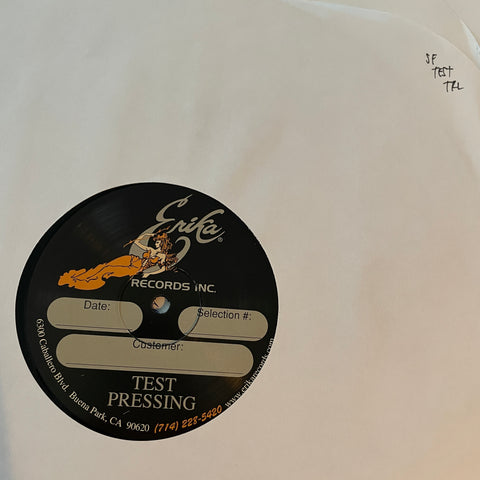 SF
TEST
TRL
Erika®
RECORDS INC.
Date:
Selection #:
Customer:
TEST
PRESSING
6300 Caballero Blvd. Buena Park, CA 90620 (714) 228-5420 www.erikarecords.com